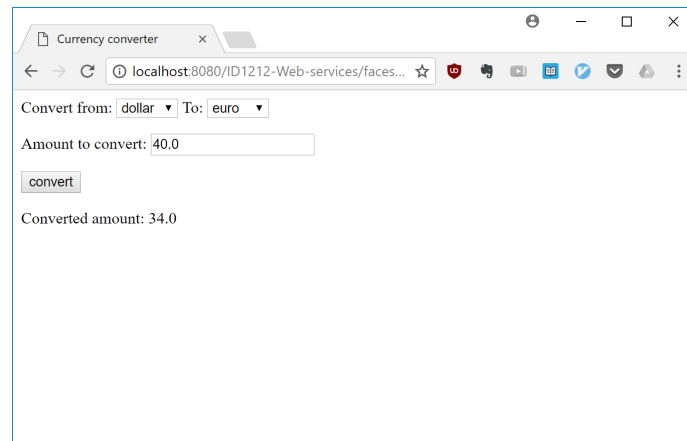 Currency converter
localhost:8080/ID1212-Web-services/faces...
Convert from: dollar To: euro
Amount to convert: 40.0
convert
Converted amount: 34.0